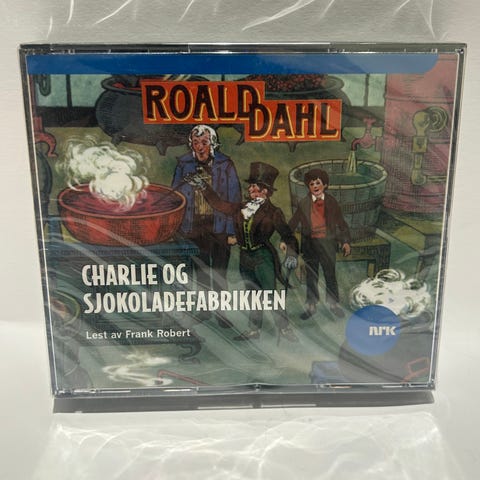 ROALD DAHL
CHARLIE OG
SJOKOLADEFABRIKKEN
Lest av Frank Robert
nrk